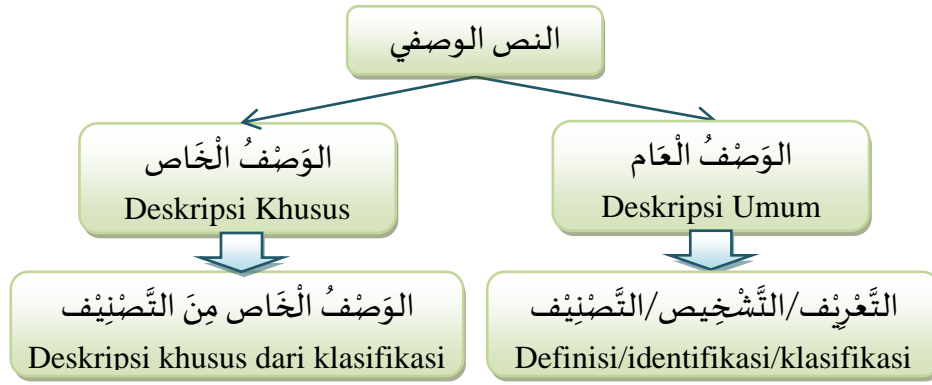 النص الوصفي
الوَصْفُ الْعَام
Deskripsi Umum
الوَصْفُ الْخَاص
Deskripsi Khusus
التَّعْرِيْف/التَّشْخِيص/التَّصْنِيْف
Definisi/identifikasi/klasifikasi
الوَصْفُ الْخَاص مِنَ التَّصْنِيْف
Deskripsi khusus dari klasifikasi